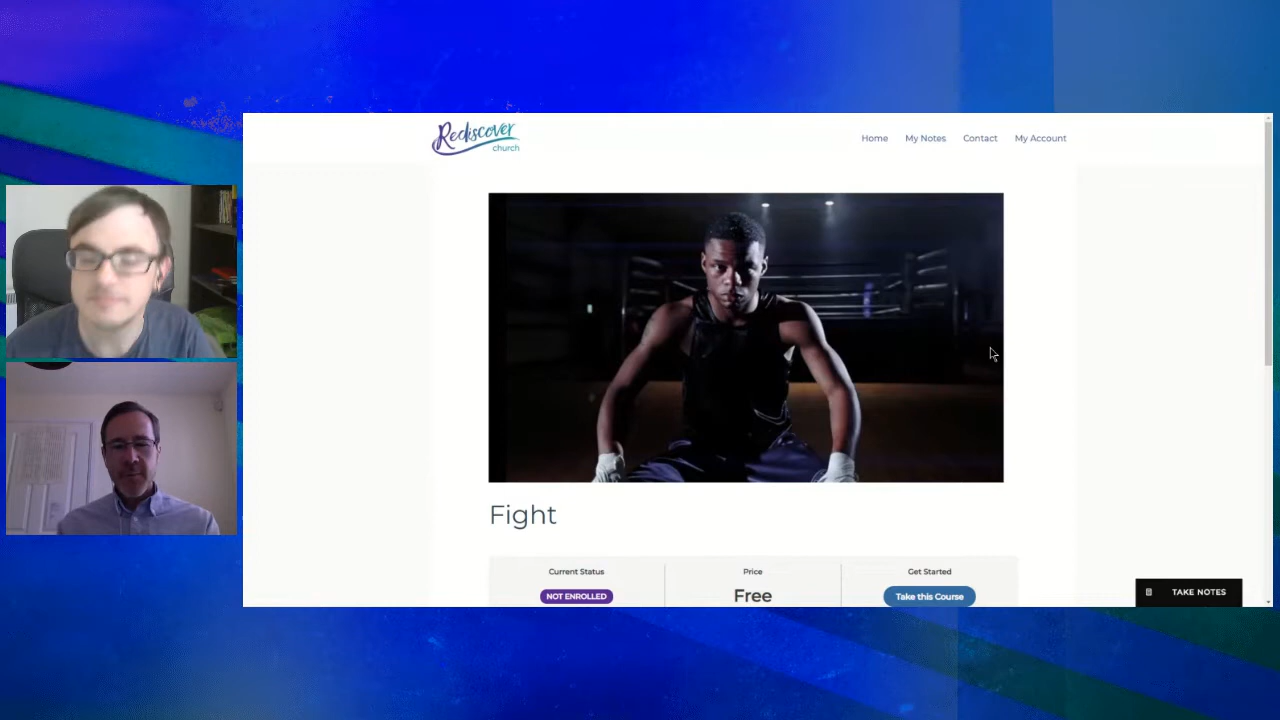 Rediscover
church
Home My Notes Contact My Account
Fight
Current Status Price Get Started
NOT ENROLLED Free Take this Course
TAKE NOTES